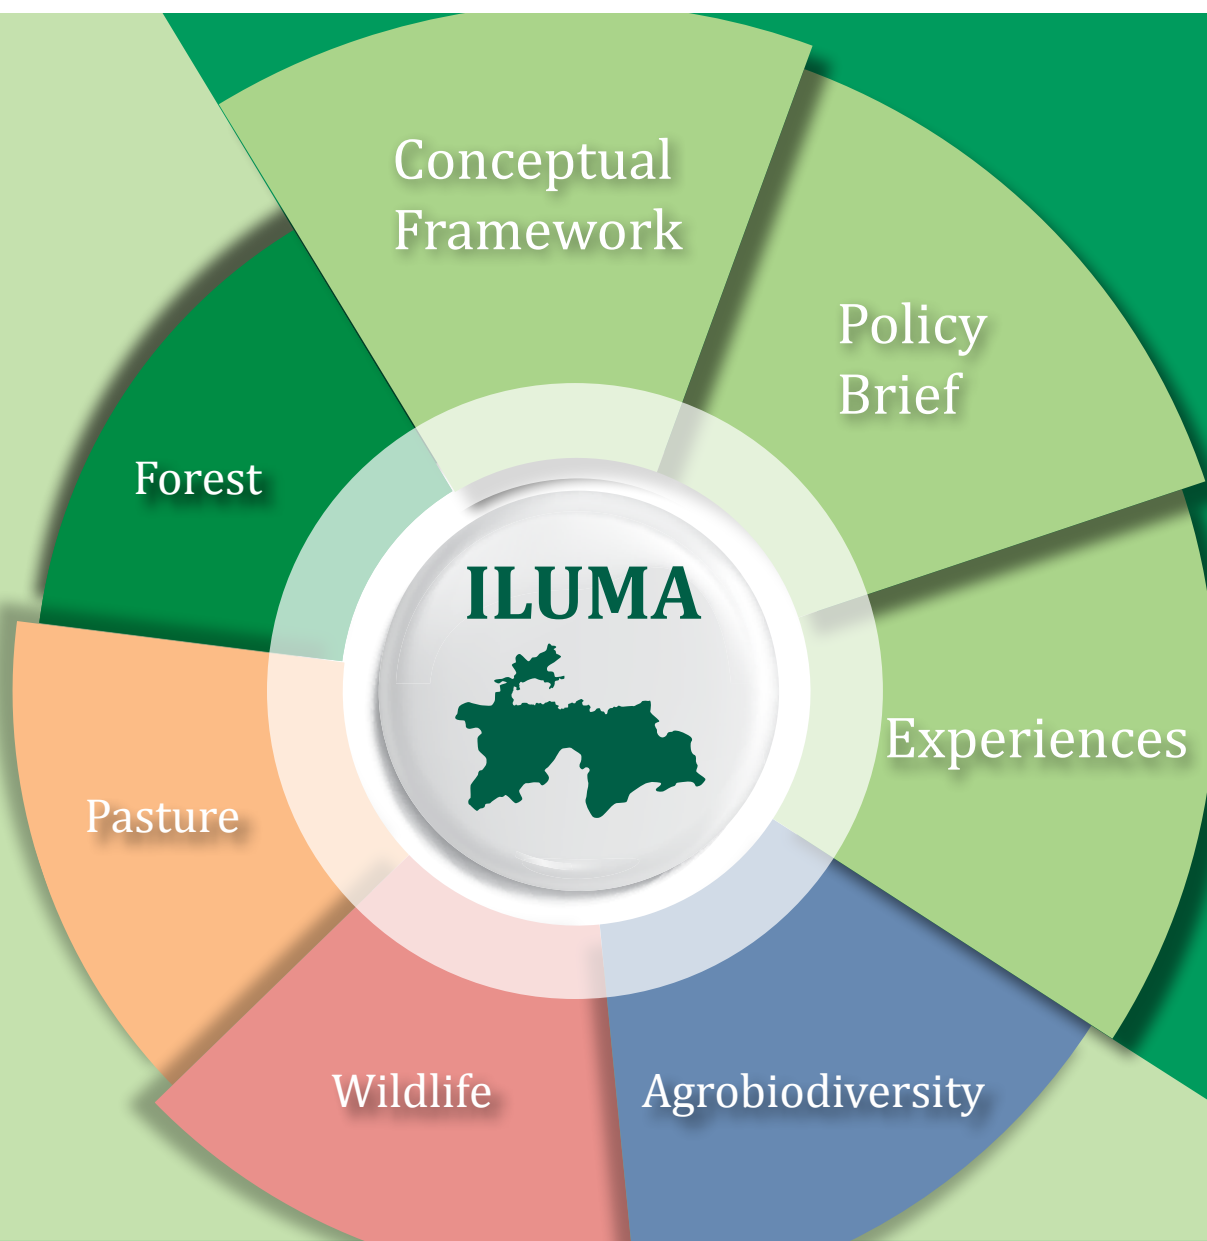 Conceptual
Framework
Policy
Brief
Forest
ILUMA
Experiences
Pasture
Wildlife
Agrobiodiversity